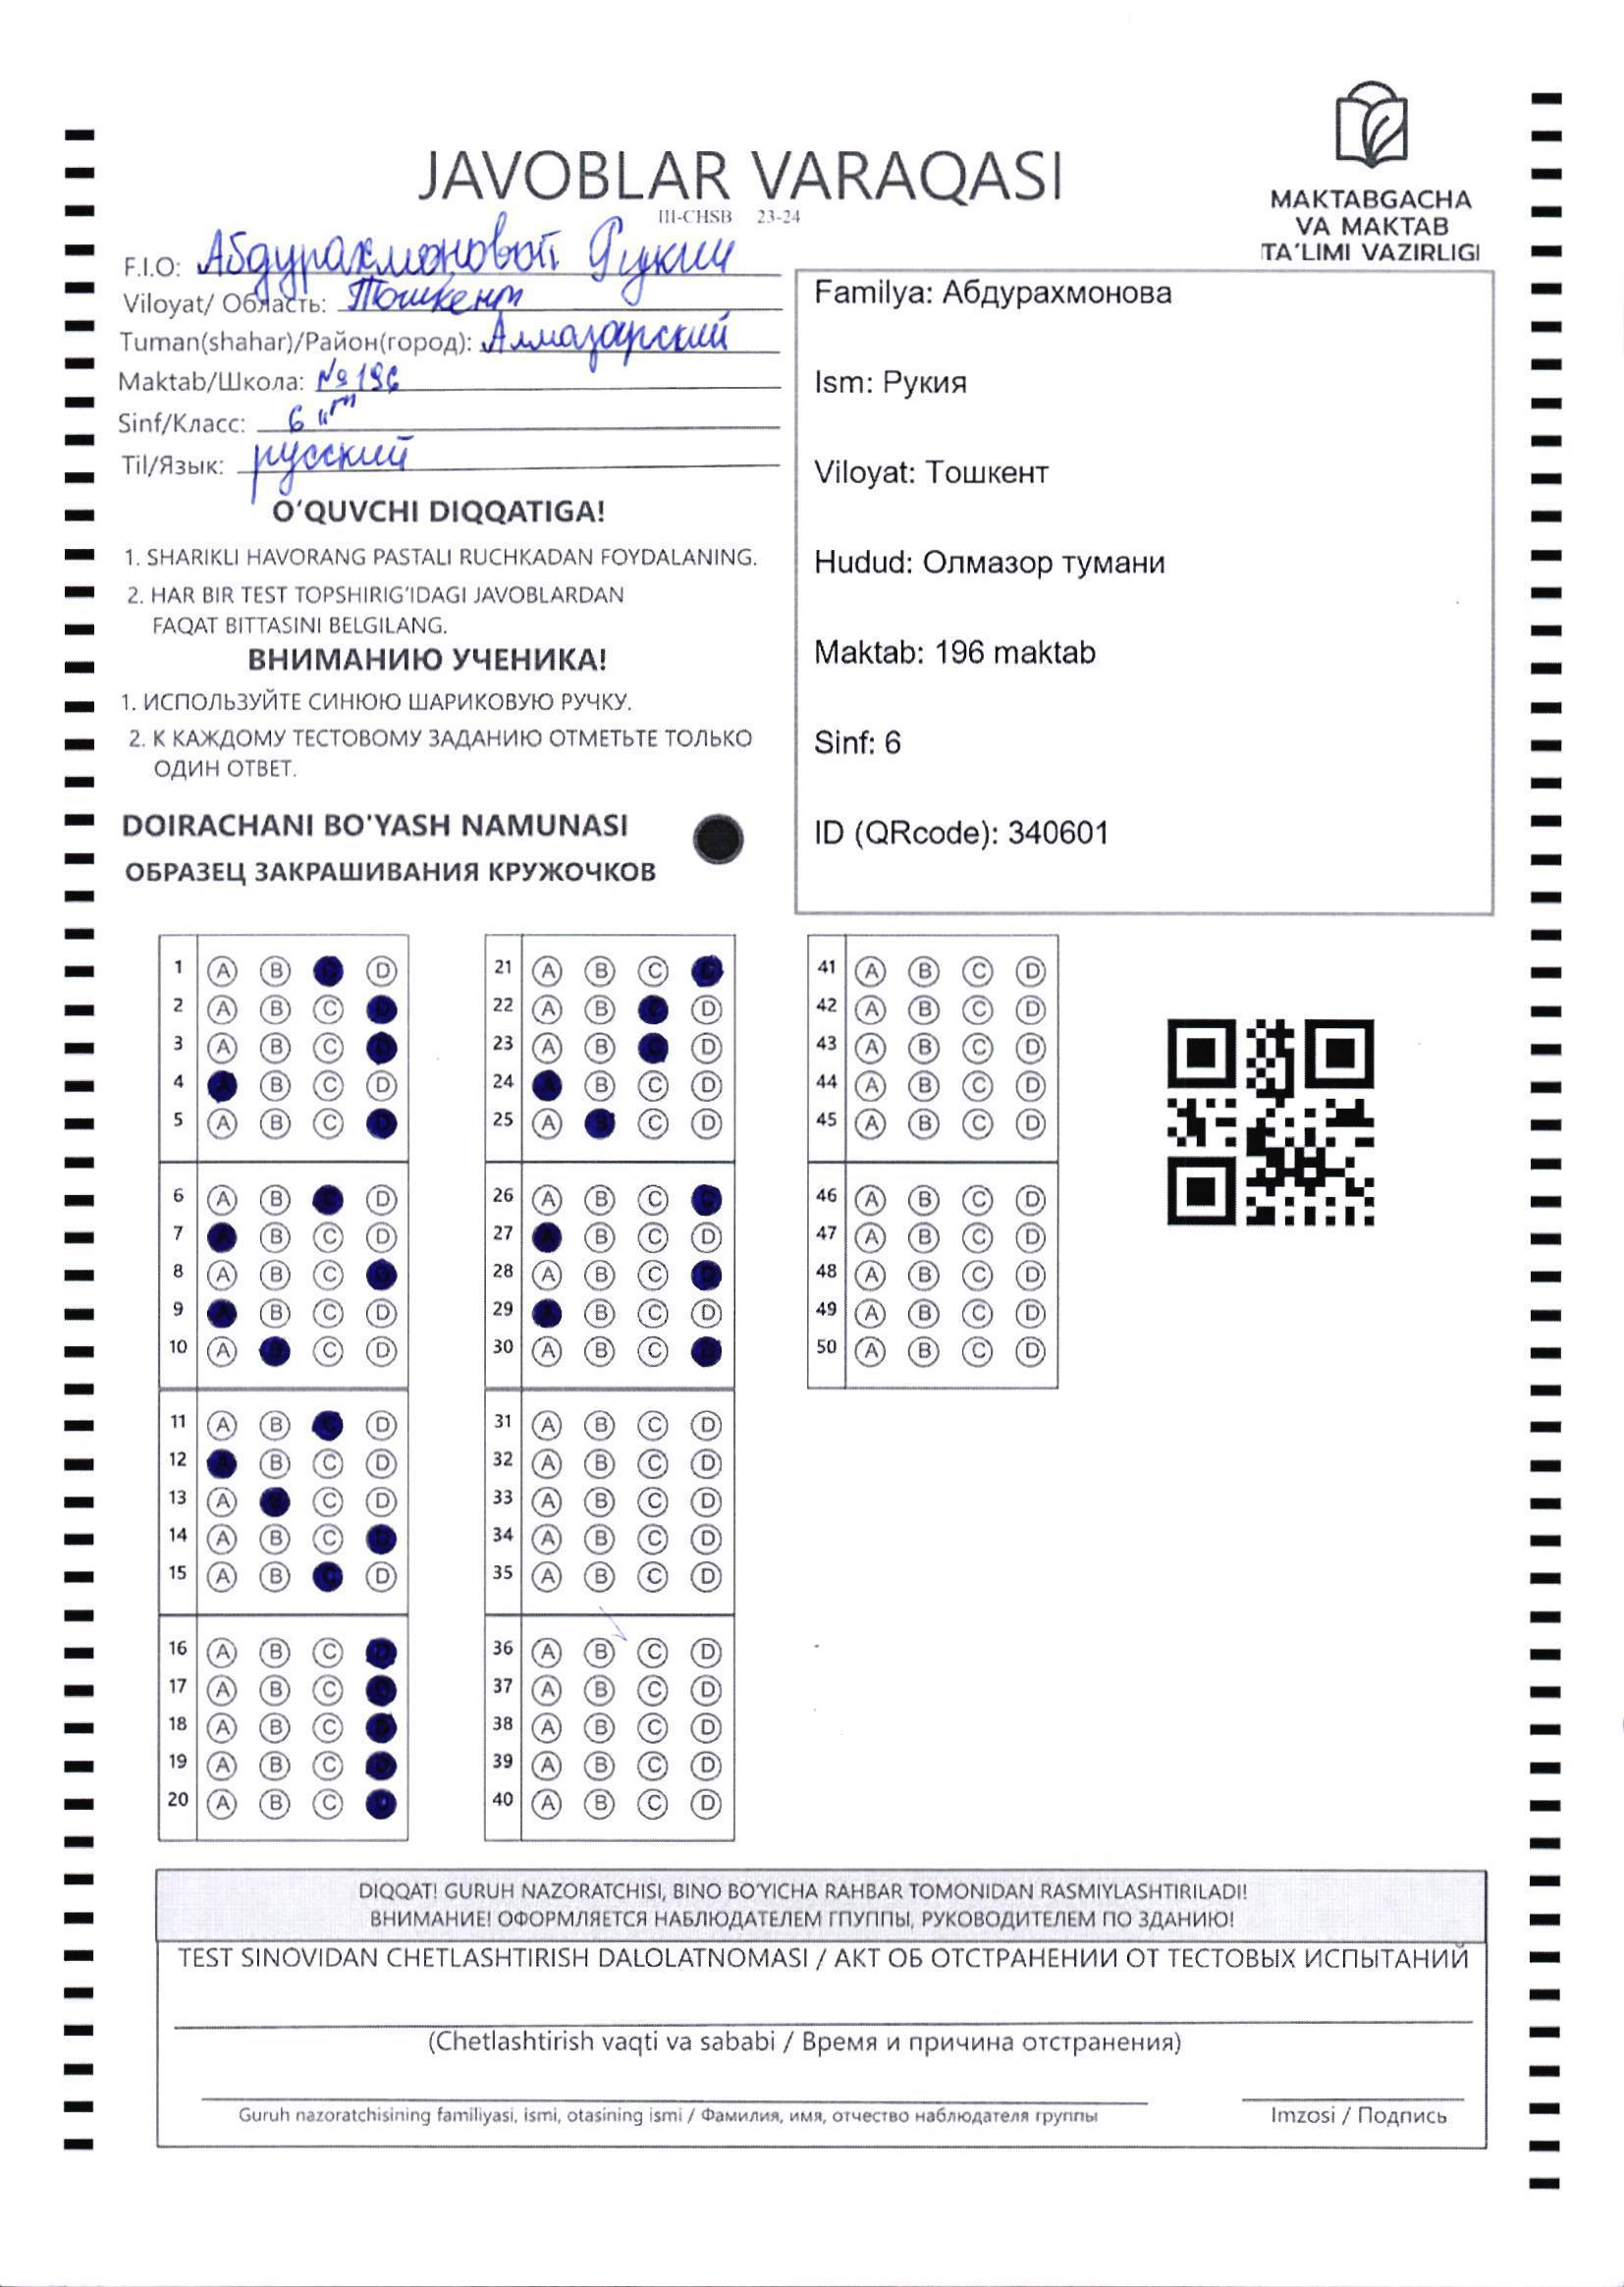 JAVOBLAR VARAQASI
III-CHSB 23-24
MAKTABGACHA
VA MAKTAB
TA'LIMI VAZIRLIGI
F.I.O: Абдурахмоновой Рукии
Viloyat/ Область: Тошкент
Tuman(shahar)/Район(город): Алмазарский
Maktab/Школа: №196
Sinf/Класс: 6 "г"
Til/Язык: русский
O'QUVCHI DIQQATIGA!
1. SHARIKLI HAVORANG PASTALI RUCHKADAN FOYDALANING.
2. HAR BIR TEST TOPSHIRIG'IDAGI JAVOBLARDAN
FAQAT BITTASINI BELGILANG.
ВНИМАНИЮ УЧЕНИКА!
1. ИСПОЛЬЗУЙТЕ СИНЮЮ ШАРИКОВУЮ РУЧКУ.
2. К КАЖДОМУ ТЕСТОВОМУ ЗАДАНИЮ ОТМЕТЬТЕ ТОЛЬКО
ОДИН ОТВЕТ.
DOIRACHANI BO'YASH NAMUNASI
ОБРАЗЕЦ ЗАКРАШИВАНИЯ КРУЖОЧКОВ
Familya: Абдурахмонова
Ism: Рукия
Viloyat: Тошкент
Hudud: Олмазор тумани
Maktab: 196 maktab
Sinf: 6
ID (QRcode): 340601
1 A B C D
2 A B C D
3 A B C D
4 A B C D
5 A B C D
6 A B C D
7 A B C D
8 A B C D
9 A B C D
10 A B C D
11 A B C D
12 A B C D
13 A B C D
14 A B C D
15 A B C D
16 A B C D
17 A B C D
18 A B C D
19 A B C D
20 A B C D
21 A B C D
22 A B C D
23 A B C D
24 A B C D
25 A B C D
26 A B C D
27 A B C D
28 A B C D
29 A B C D
30 A B C D
31 A B C D
32 A B C D
33 A B C D
34 A B C D
35 A B C D
36 A B C D
37 A B C D
38 A B C D
39 A B C D
40 A B C D
41 A B C D
42 A B C D
43 A B C D
44 A B C D
45 A B C D
46 A B C D
47 A B C D
48 A B C D
49 A B C D
50 A B C D
DIQQAT! GURUH NAZORATCHISI, BINO BO'YICHA RAHBAR TOMONIDAN RASMIYLASHTIRILADI!
ВНИМАНИЕ! ОФОРМЛЯЕТСЯ НАБЛЮДАТЕЛЕМ ГПУППЫ, РУКОВОДИТЕЛЕМ ПО ЗДАНИЮ!
TEST SINOVIDAN CHETLASHTIRISH DALOLATNOMASI / АКТ ОБ ОТСТРАНЕНИИ ОТ ТЕСТОВЫХ ИСПЫТАНИЙ
(Chetlashtirish vaqti va sababi / Время и причина отстранения)
Guruh nazoratchisining familiyasi, ismi, otasining ismi / Фамилия, имя, отчество наблюдателя группы
Imzosi / Подпись